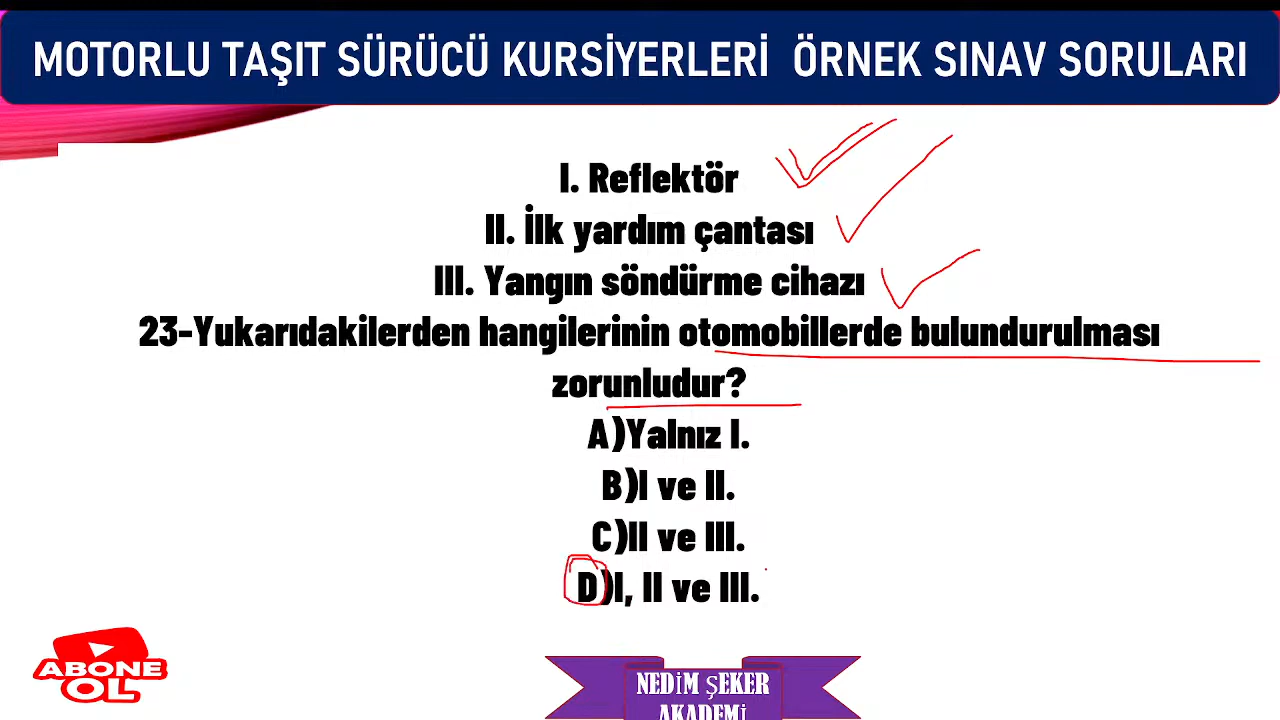 MOTORLU TAŞIT SÜRÜCÜ KURSİYERLERİ ÖRNEK SINAV SORULARI
I. Reflektör
II. İlk yardım çantası
III. Yangın söndürme cihazı
23-Yukarıdakilerden hangilerinin otomobillerde bulundurulması
zorunludur?
A)Yalnız I.
B)I ve II.
C)II ve III.
D)I, II ve III.
ABONE
OL
NEDİM ŞEKER
AKADEMİ